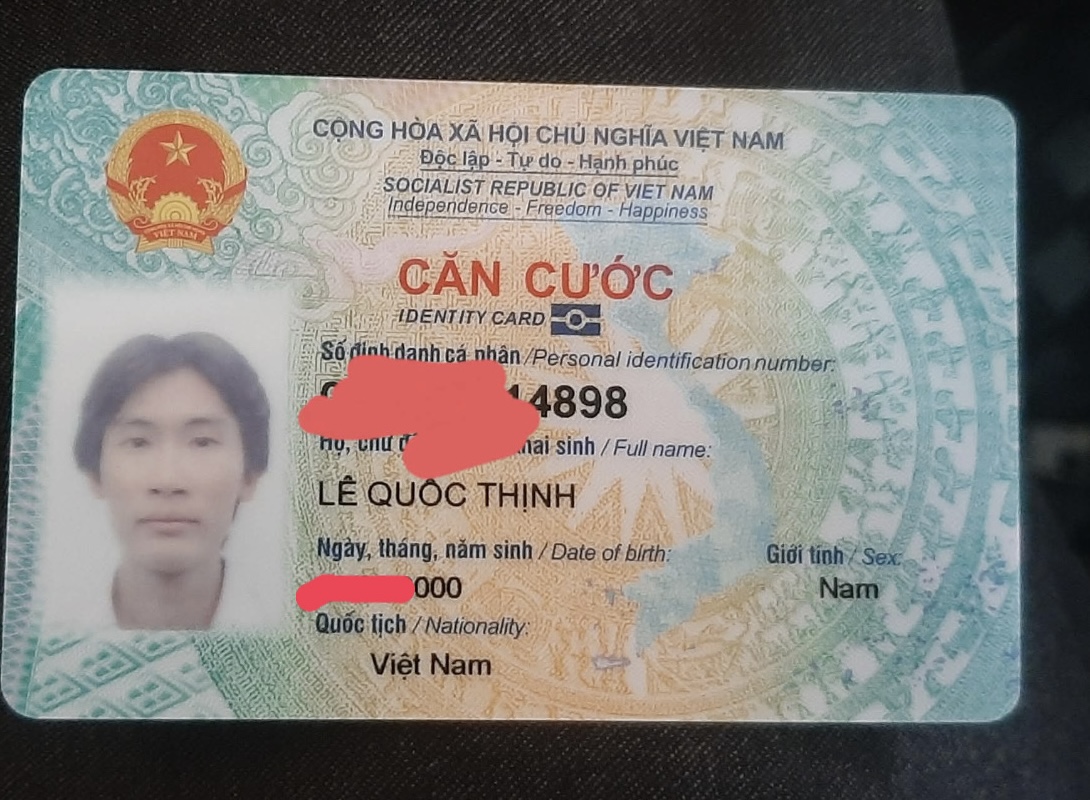 CỘNG HÒA XÃ HỘI CHỦ NGHĨA VIỆT NAM
Độc lập - Tự do - Hạnh phúc
SOCIALIST REPUBLIC OF VIET NAM
Independence - Freedom - Happiness
VIỆT NAM
CĂN CƯỚC
IDENTITY CARD
Số định danh cá nhân / Personal identification number:
14898
Họ, chữ sinh / Full name:
LÊ QUỐC THỊNH
Ngày, tháng, năm sinh / Date of birth:
Giới tính / Sex:
000
Nam
Quốc tịch / Nationality:
Việt Nam